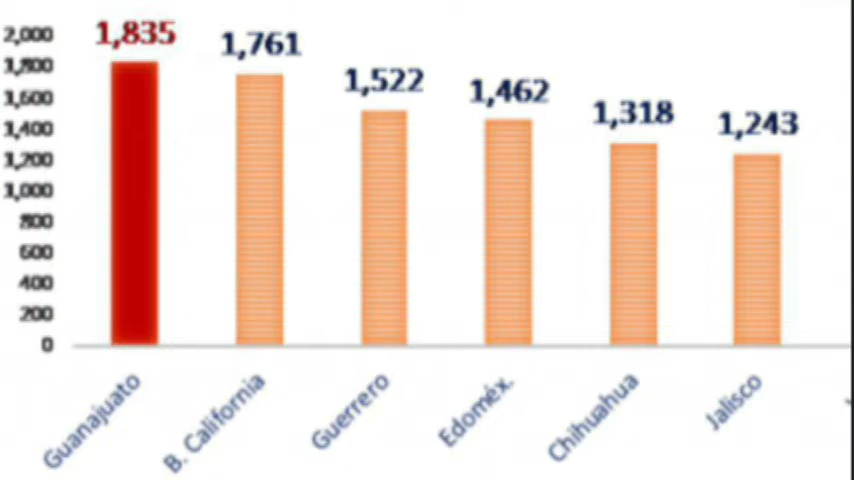 2,000
1,800
1,600
1,400
1,200
1,000
800
600
400
200
0
1,835
1,761
1,522
1,462
1,318
1,243
Guanajuato
B. California
Guerrero
Edoméx.
Chihuahua
Jalisco